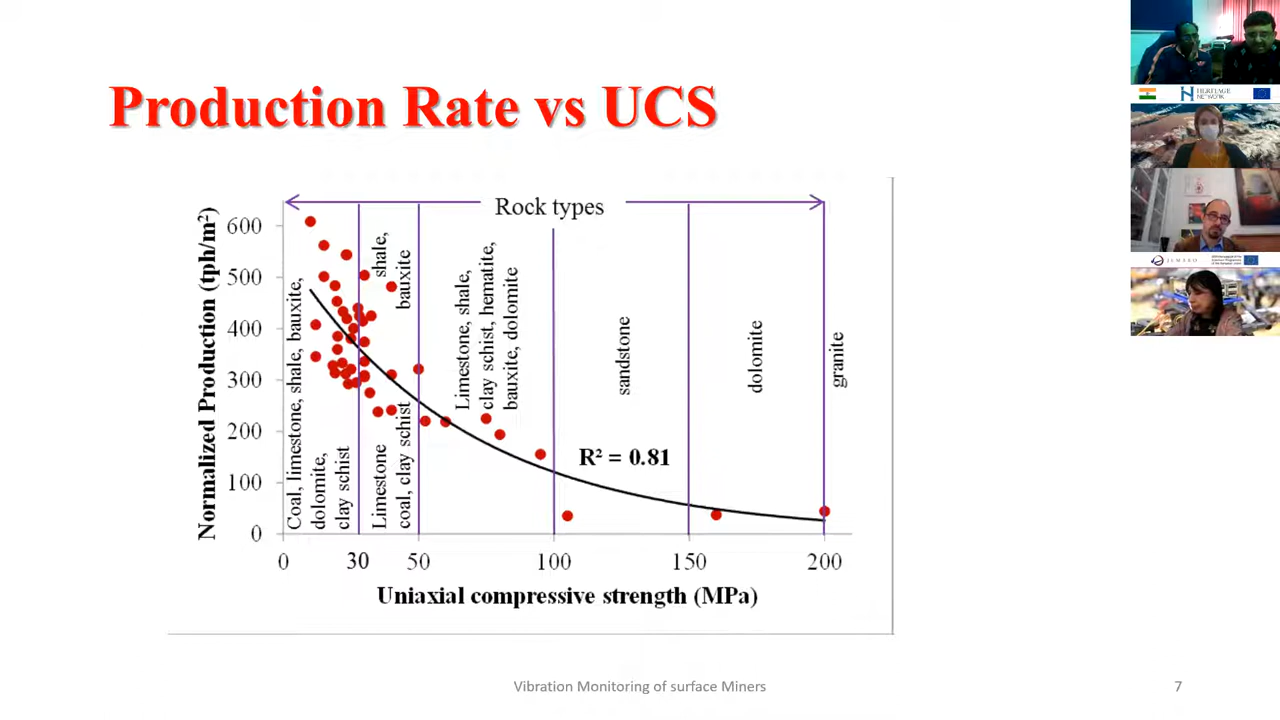 Production Rate vs UCS
Rock types
Normalized Production (tph/m²)
600
500
400
300
200
100
0
Coal, limestone, shale, bauxite,
dolomite,
clay schist
shale,
bauxite
Limestone
coal, clay schist
Limestone, shale,
clay schist, hematite,
bauxite, dolomite
sandstone
dolomite
granite
R² = 0.81
0 30 50 100 150 200
Uniaxial compressive strength (MPa)
Vibration Monitoring of surface Miners
7
HERITAGE
NETWORK